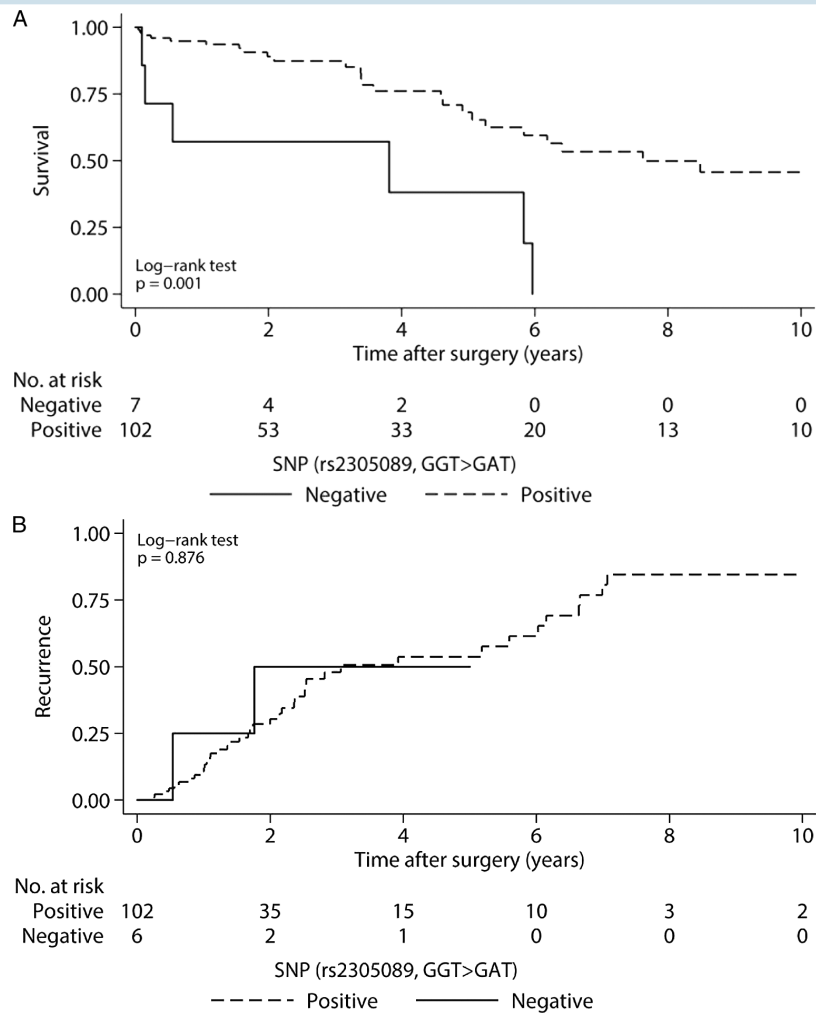 A
1.00
0.75
0.50
0.25
0.00
Survival
Log–rank test
p = 0.001
0 2 4 6 8 10
Time after surgery (years)
No. at risk
Negative 7 4 2 0 0 0
Positive 102 53 33 20 13 10
SNP (rs2305089, GGT>GAT)
Negative Positive
B
1.00
0.75
0.50
0.25
0.00
Recurrence
Log–rank test
p = 0.876
0 2 4 6 8 10
Time after surgery (years)
No. at risk
Positive 102 35 15 10 3 2
Negative 6 2 1 0 0 0
SNP (rs2305089, GGT>GAT)
Positive Negative